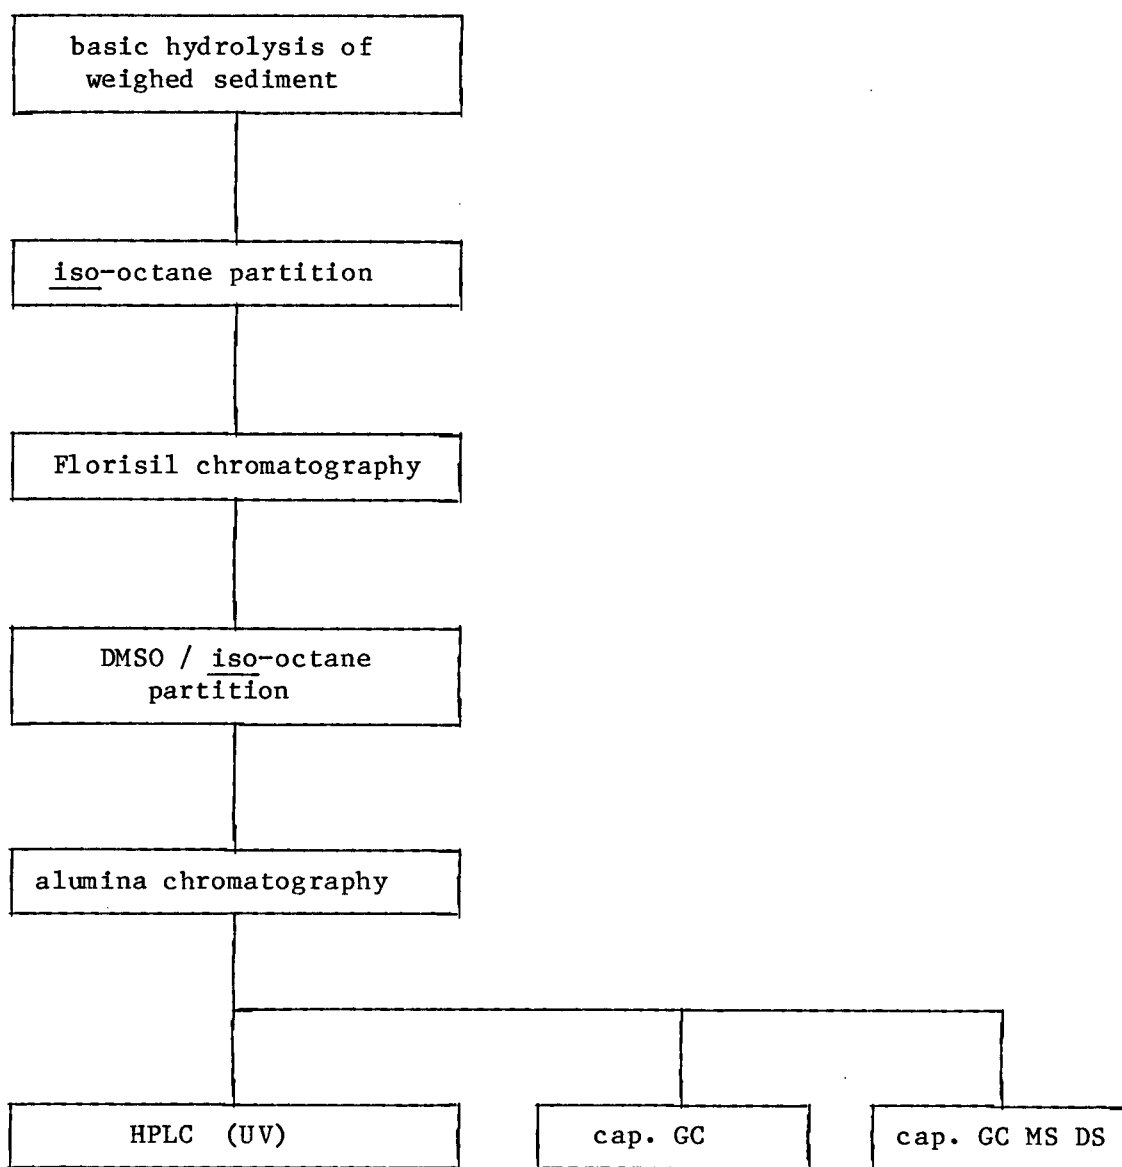 basic hydrolysis of
weighed sediment
iso-octane partition
Florisil chromatography
DMSO / iso-octane
partition
alumina chromatography
HPLC (UV)
cap. GC
cap. GC MS DS